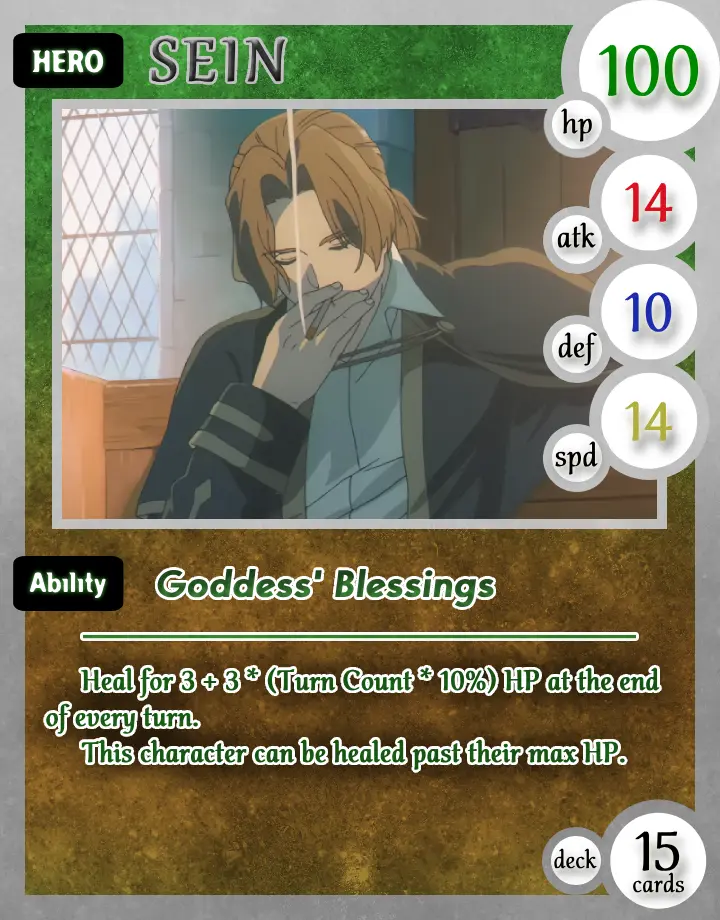 HERO
SEIN
100
hp
14
atk
10
def
14
spd
Ability
Goddess' Blessings
Heal for 3 + 3 * (Turn Count * 10%) HP at the end
of every turn.
This character can be healed past their max HP.
deck
15
cards